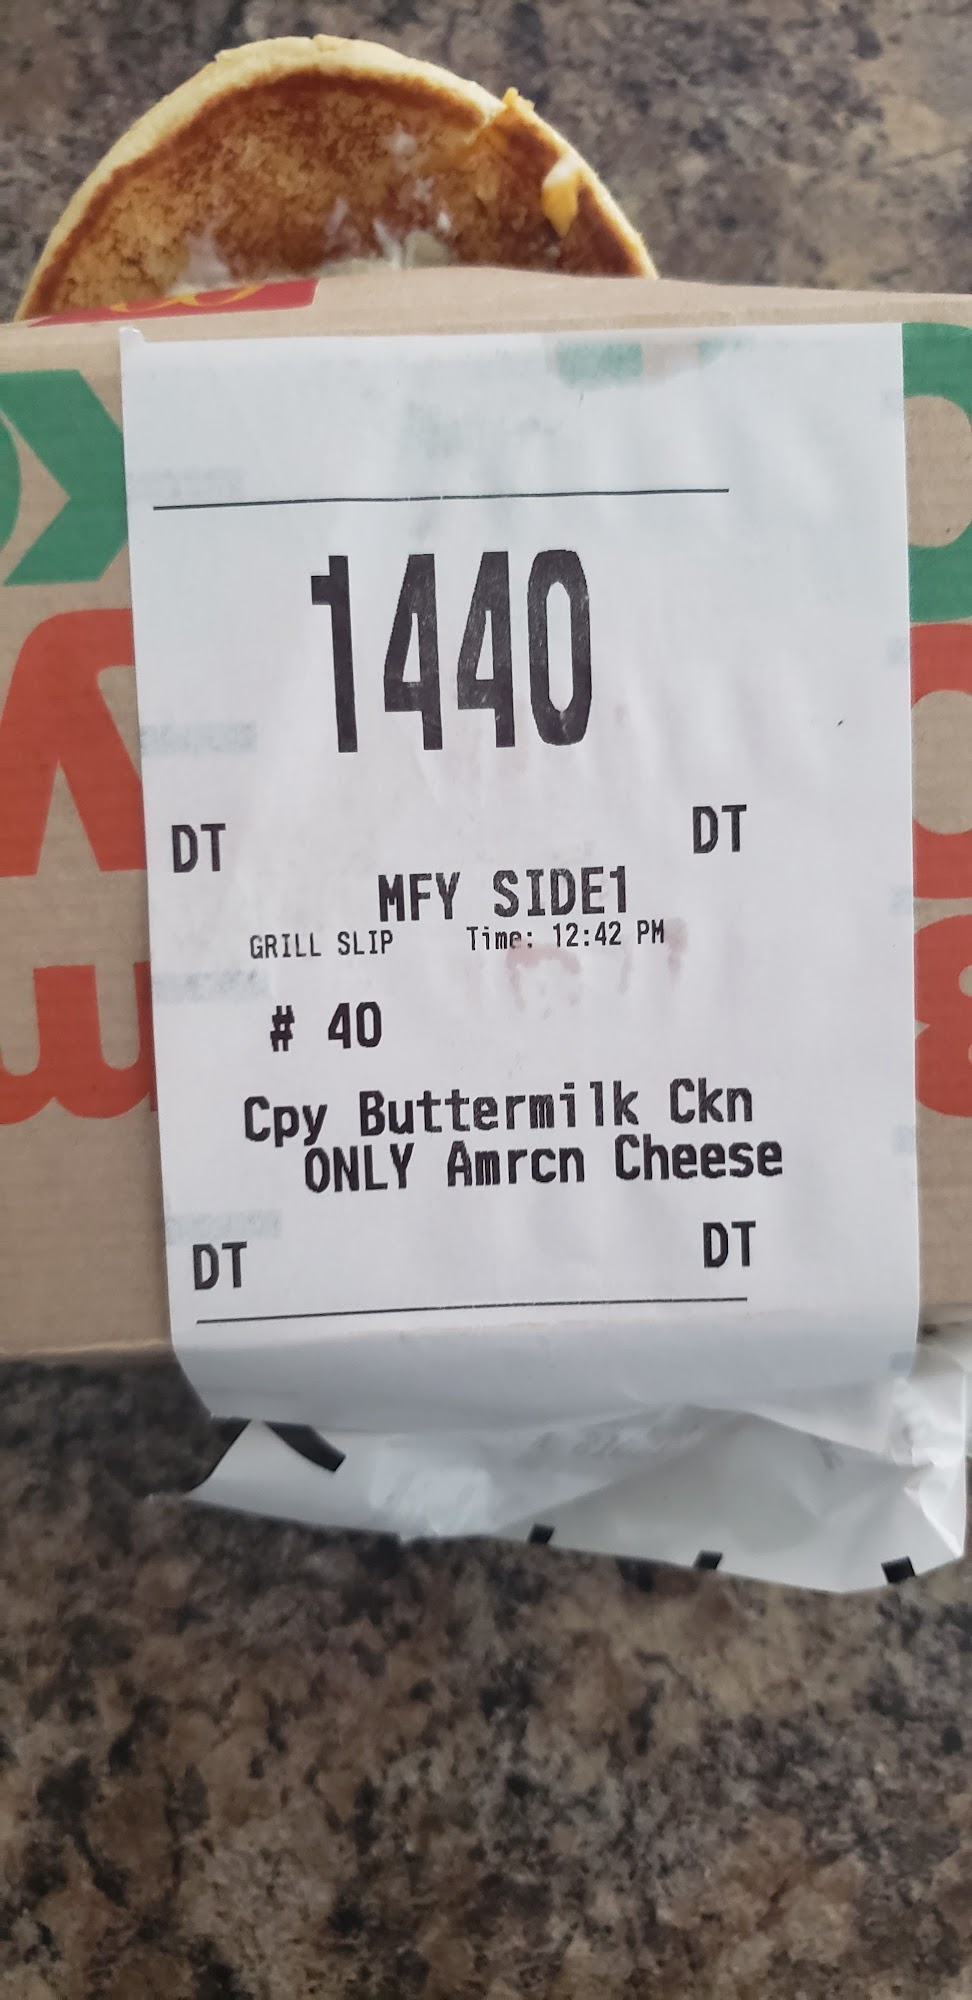 1440
DT DT
MFY SIDE1
GRILL SLIP Time: 12:42 PM
# 40
Cpy Buttermilk Ckn
ONLY Amrcn Cheese
DT DT